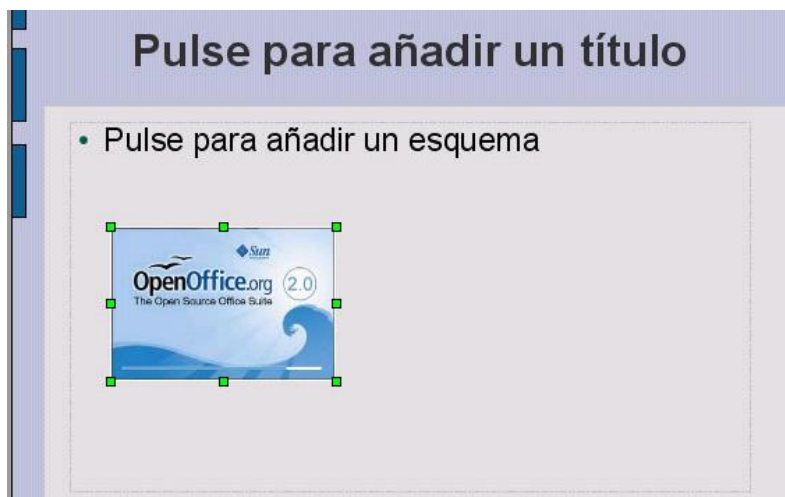 Pulse para añadir un título
• Pulse para añadir un esquema
Sun
OpenOffice.org 2.0
The Open Source Office Suite